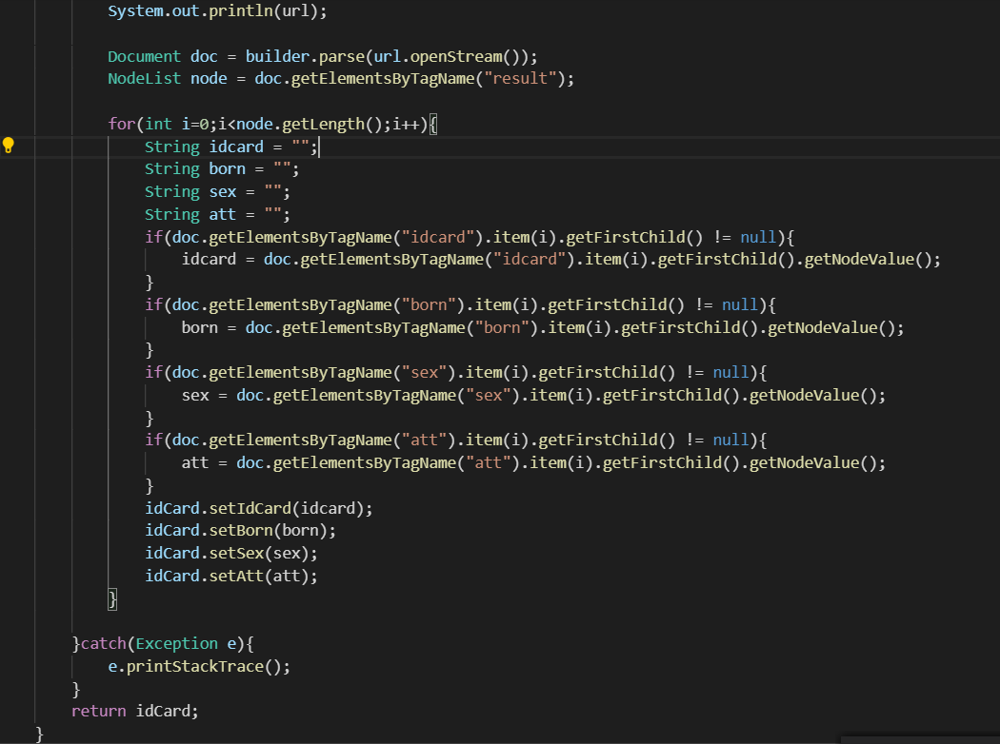 System.out.println(url);
Document doc = builder.parse(url.openStream());
NodeList node = doc.getElementsByTagName("result");
for(int i=0;i<node.getLength();i++){
String idcard = "";
String born = "";
String sex = "";
String att = "";
if(doc.getElementsByTagName("idcard").item(i).getFirstChild() != null){
idcard = doc.getElementsByTagName("idcard").item(i).getFirstChild().getNodeValue();
}
if(doc.getElementsByTagName("born").item(i).getFirstChild() != null){
born = doc.getElementsByTagName("born").item(i).getFirstChild().getNodeValue();
}
if(doc.getElementsByTagName("sex").item(i).getFirstChild() != null){
sex = doc.getElementsByTagName("sex").item(i).getFirstChild().getNodeValue();
}
if(doc.getElementsByTagName("att").item(i).getFirstChild() != null){
att = doc.getElementsByTagName("att").item(i).getFirstChild().getNodeValue();
}
idCard.setIdCard(idcard);
idCard.setBorn(born);
idCard.setSex(sex);
idCard.setAtt(att);
}
}catch(Exception e){
e.printStackTrace();
}
return idCard;
}